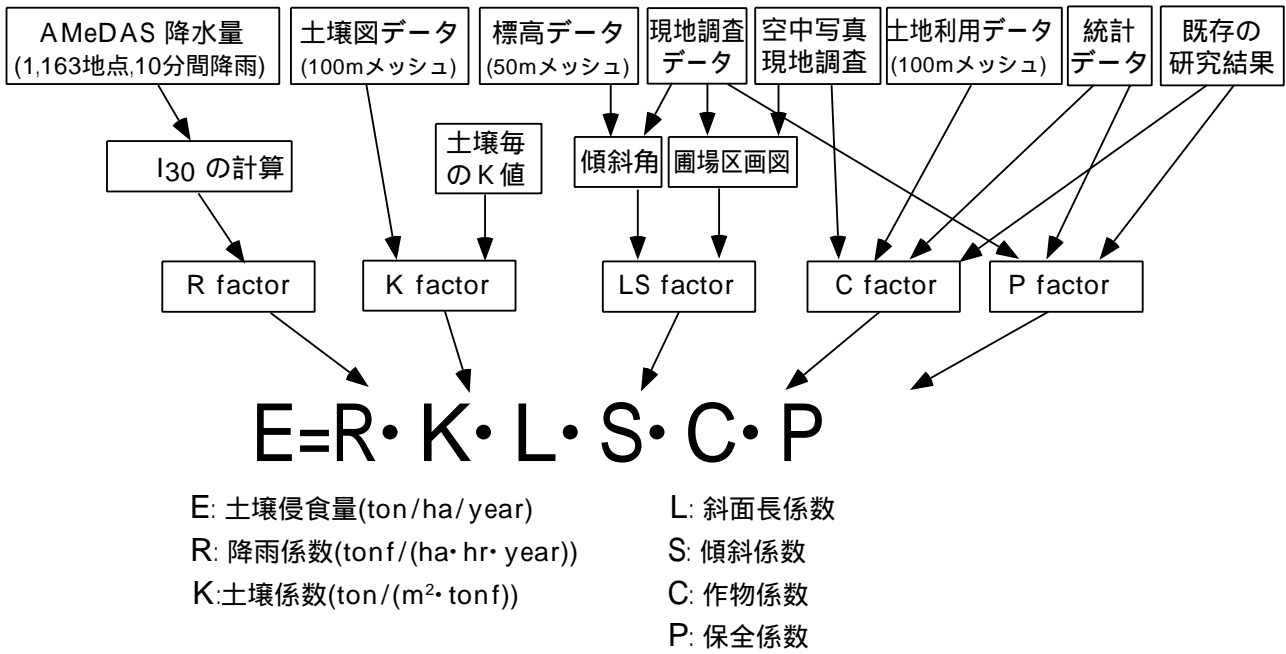 AMeDAS 降水量
(1,163地点,10分間降雨)
土壌図データ
(100mメッシュ)
標高データ
(50mメッシュ)
現地調査
データ
空中写真
現地調査
土地利用データ
(100mメッシュ)
統計
データ
既存の
研究結果
I30 の計算
土壌毎
のK値
傾斜角
圃場区画図
R factor
K factor
LS factor
C factor
P factor
E=R・K・L・S・C・P
E: 土壌侵食量(ton/ha/year)
R: 降雨係数(tonf/(ha・hr・year))
K:土壌係数(ton/(m²・tonf))
L: 斜面長係数
S: 傾斜係数
C: 作物係数
P: 保全係数